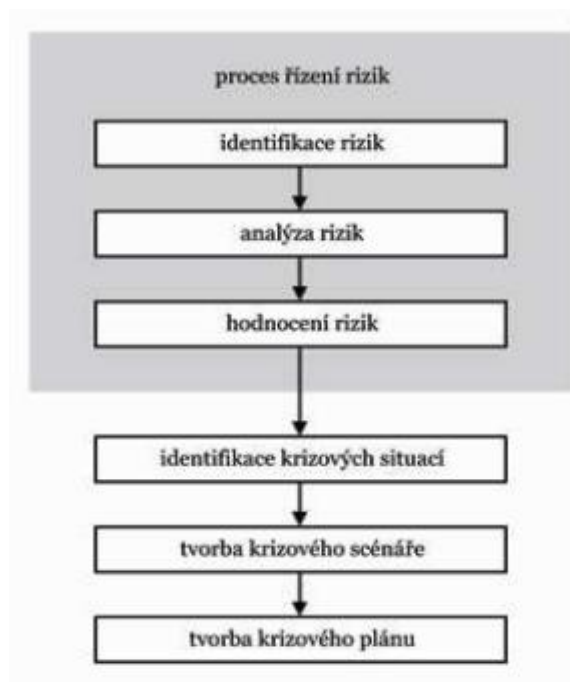 proces řízení rizik
identifikace rizik
analýza rizik
hodnocení rizik
identifikace krizových situací
tvorba krizového scénáře
tvorba krizového plánu